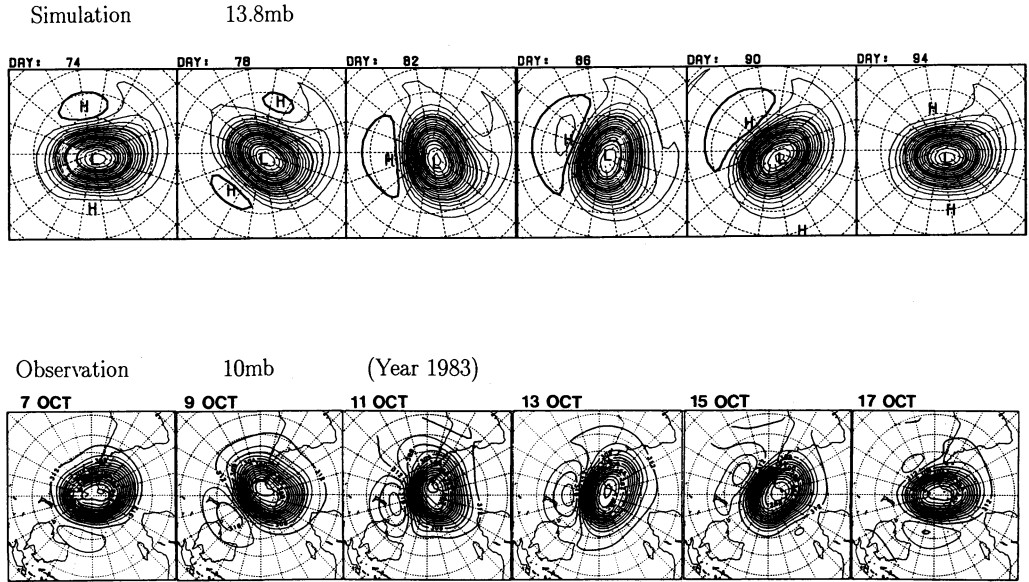 Simulation 13.8mb
DAY: 74 DAY: 78 DAY: 82 DAY: 86 DAY: 90 DAY: 94
H H H H H H
L L L L L L
H H H H
Observation 10mb (Year 1983)
7 OCT 9 OCT 11 OCT 13 OCT 15 OCT 17 OCT